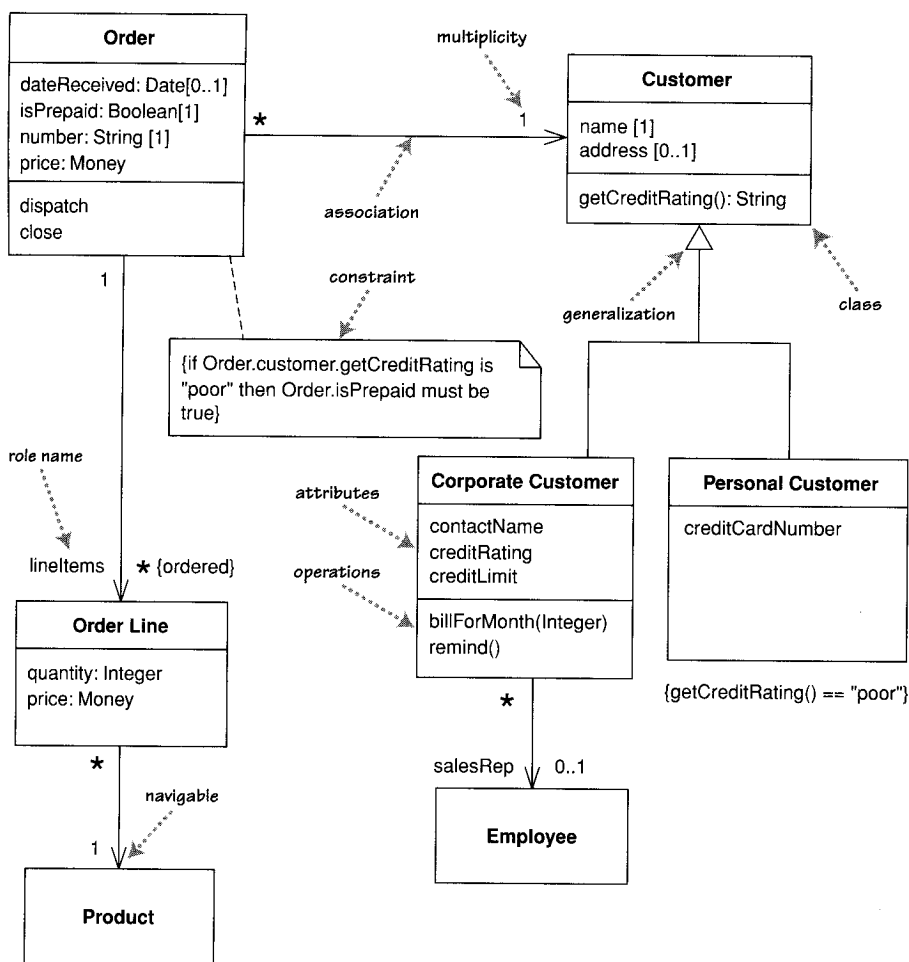 Order
dateReceived: Date[0..1]
isPrepaid: Boolean[1]
number: String [1]
price: Money
dispatch
close
multiplicity
* 1
association
Customer
name [1]
address [0..1]
getCreditRating(): String
generalization
class
1
constraint
{if Order.customer.getCreditRating is
"poor" then Order.isPrepaid must be
true}
role name
lineItems * {ordered}
Order Line
quantity: Integer
price: Money
*
navigable
1
Product
attributes
operations
Corporate Customer
contactName
creditRating
creditLimit
billForMonth(Integer)
remind()
*
salesRep 0..1
Employee
Personal Customer
creditCardNumber
{getCreditRating() == "poor"}